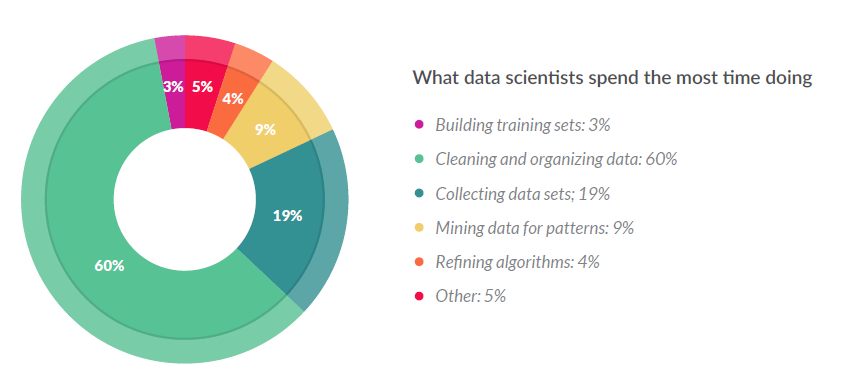 What data scientists spend the most time doing
Building training sets: 3%
Cleaning and organizing data: 60%
Collecting data sets; 19%
Mining data for patterns: 9%
Refining algorithms: 4%
Other: 5%
3%
5%
4%
9%
19%
60%